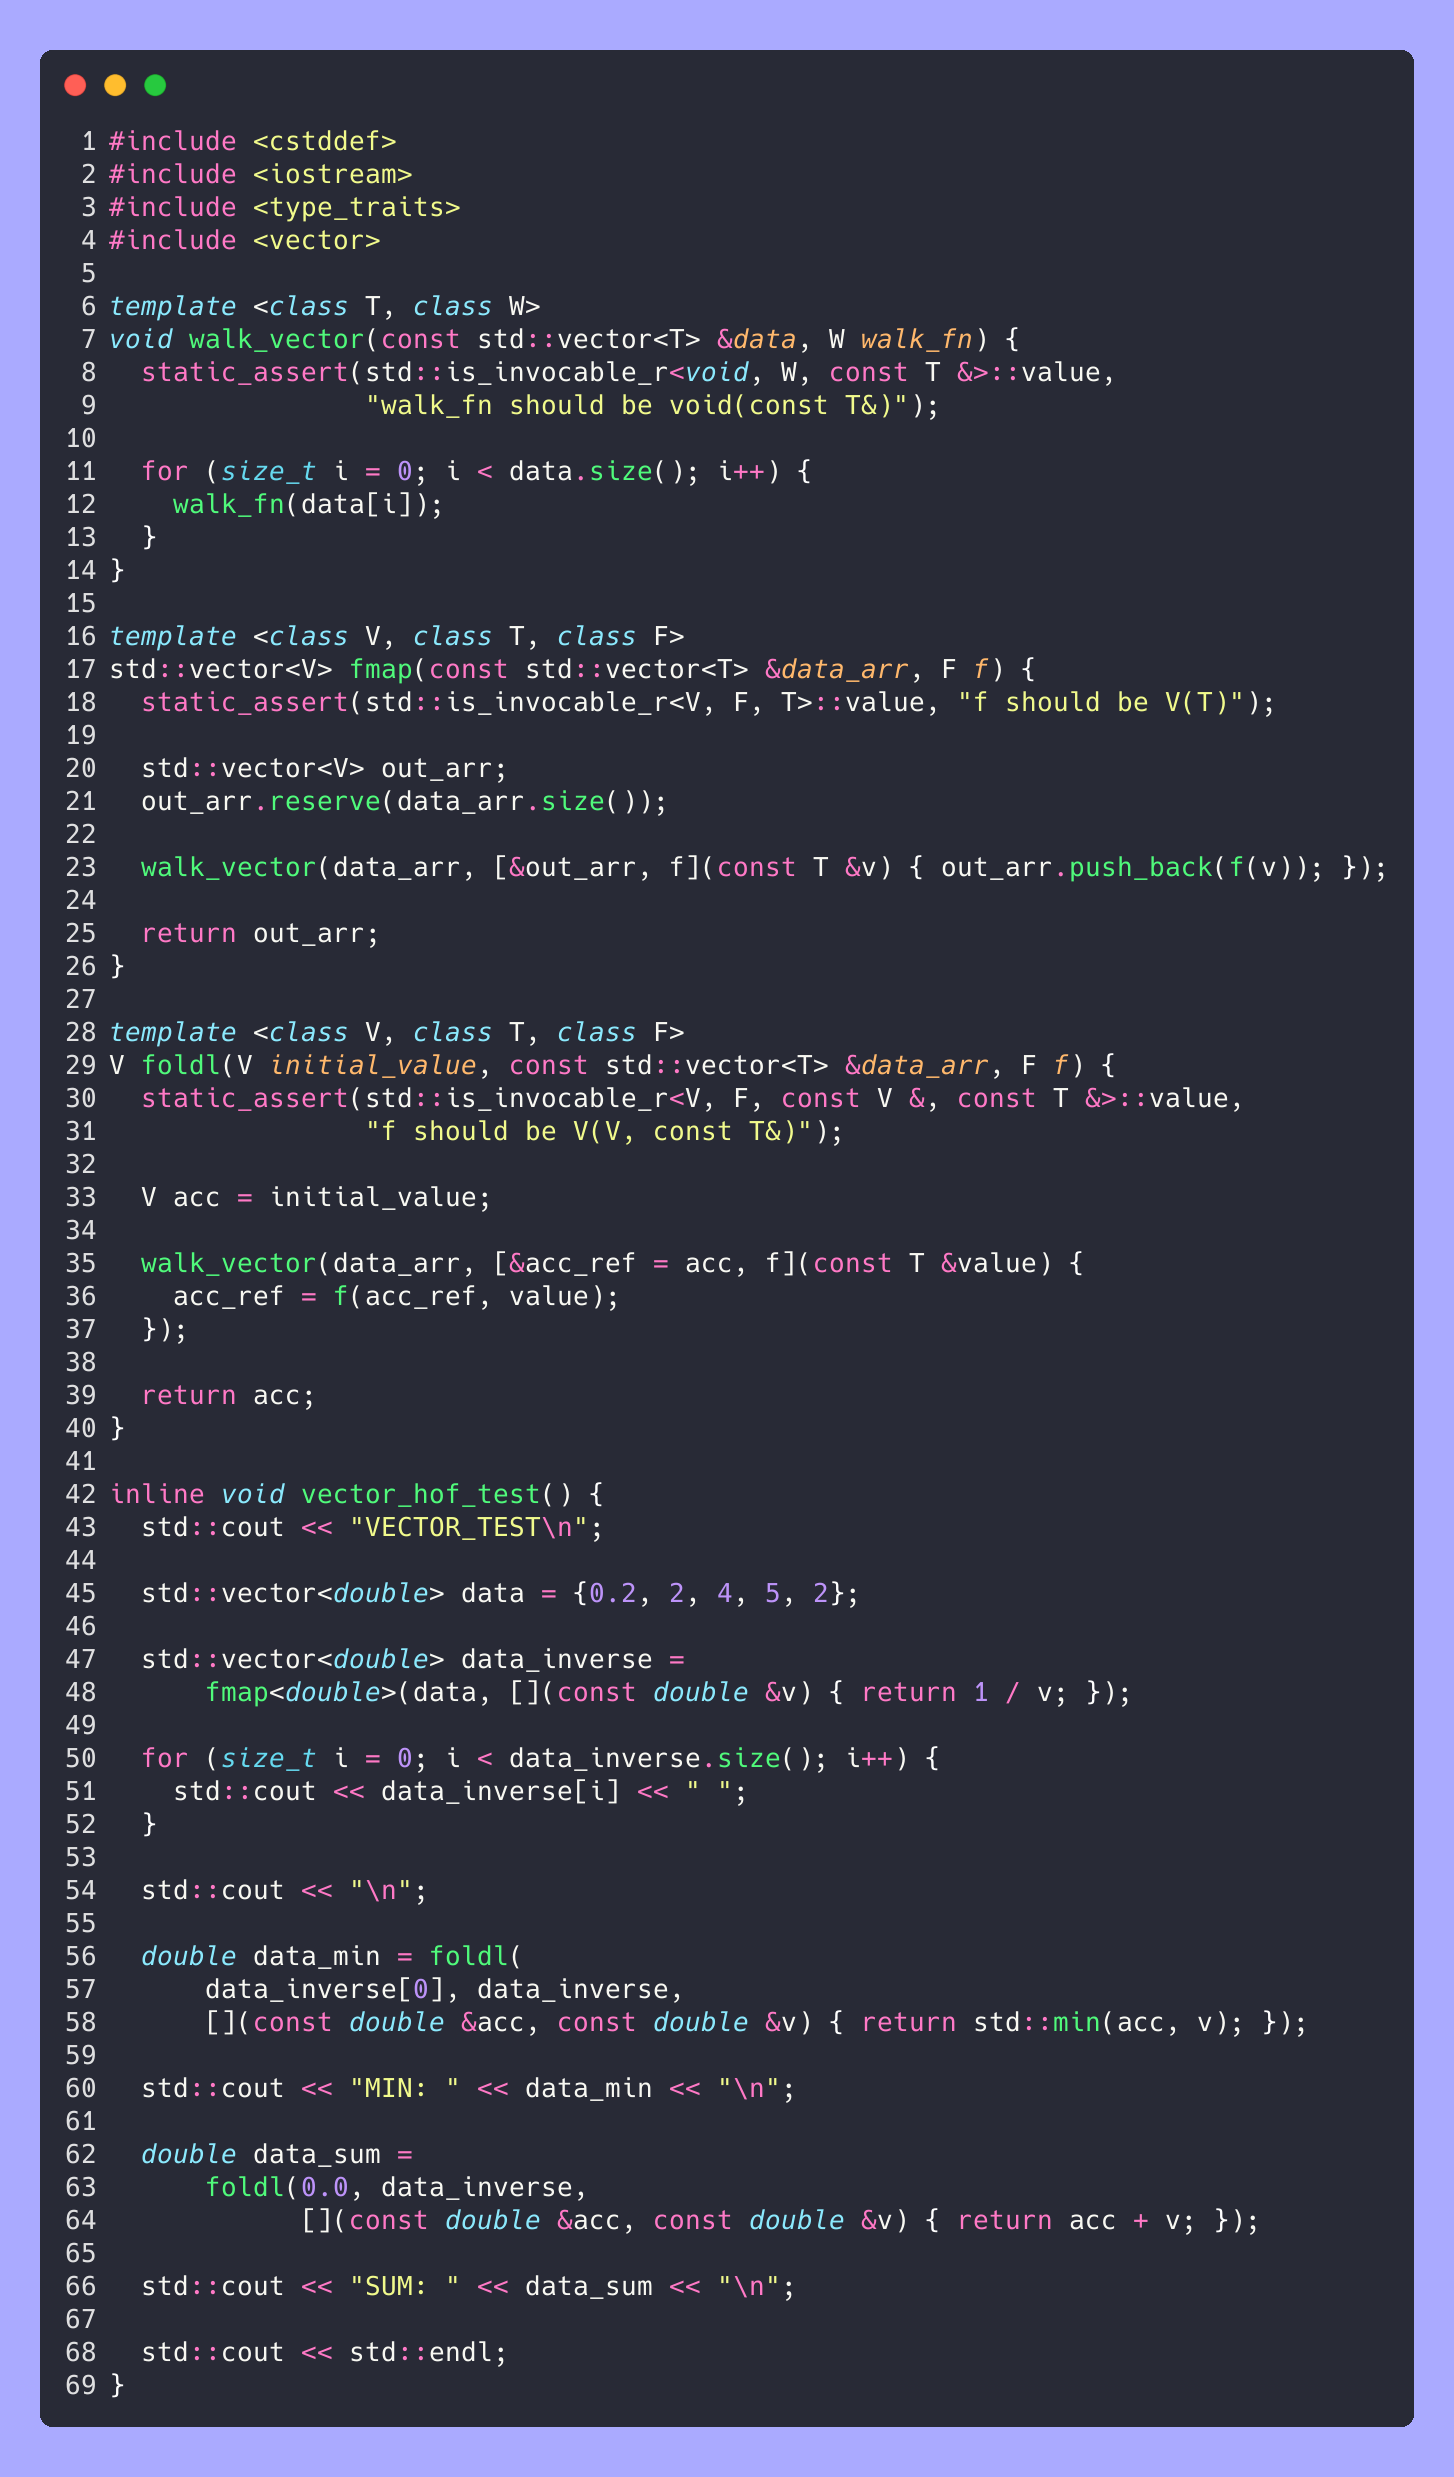 1 #include <cstddef>
2 #include <iostream>
3 #include <type_traits>
4 #include <vector>
5
6 template <class T, class W>
7 void walk_vector(const std::vector<T> &data, W walk_fn) {
8   static_assert(std::is_invocable_r<void, W, const T &>::value,
9                 "walk_fn should be void(const T&)");
10
11   for (size_t i = 0; i < data.size(); i++) {
12     walk_fn(data[i]);
13   }
14 }
15
16 template <class V, class T, class F>
17 std::vector<V> fmap(const std::vector<T> &data_arr, F f) {
18   static_assert(std::is_invocable_r<V, F, T>::value, "f should be V(T)");
19
20   std::vector<V> out_arr;
21   out_arr.reserve(data_arr.size());
22
23   walk_vector(data_arr, [&out_arr, f](const T &v) { out_arr.push_back(f(v)); });
24
25   return out_arr;
26 }
27
28 template <class V, class T, class F>
29 V foldl(V initial_value, const std::vector<T> &data_arr, F f) {
30   static_assert(std::is_invocable_r<V, F, const V &, const T &>::value,
31                 "f should be V(V, const T&)");
32
33   V acc = initial_value;
34
35   walk_vector(data_arr, [&acc_ref = acc, f](const T &value) {
36     acc_ref = f(acc_ref, value);
37   });
38
39   return acc;
40 }
41
42 inline void vector_hof_test() {
43   std::cout << "VECTOR_TEST\n";
44
45   std::vector<double> data = {0.2, 2, 4, 5, 2};
46
47   std::vector<double> data_inverse =
48       fmap<double>(data, [](const double &v) { return 1 / v; });
49
50   for (size_t i = 0; i < data_inverse.size(); i++) {
51     std::cout << data_inverse[i] << " ";
52   }
53
54   std::cout << "\n";
55
56   double data_min = foldl(
57       data_inverse[0], data_inverse,
58       [](const double &acc, const double &v) { return std::min(acc, v); });
59
60   std::cout << "MIN: " << data_min << "\n";
61
62   double data_sum =
63       foldl(0.0, data_inverse,
64             [](const double &acc, const double &v) { return acc + v; });
65
66   std::cout << "SUM: " << data_sum << "\n";
67
68   std::cout << std::endl;
69 }